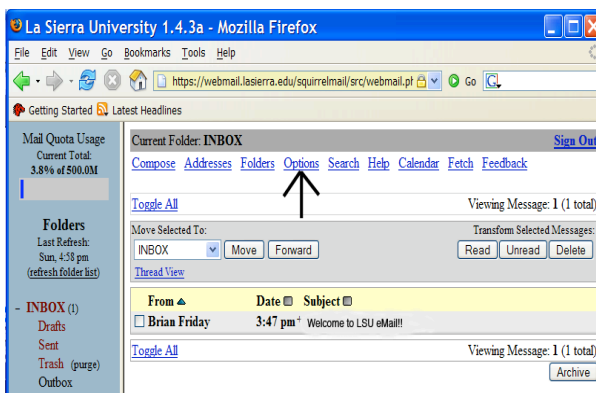 La Sierra University 1.4.3a - Mozilla Firefox
File Edit View Go Bookmarks Tools Help
https://webmail.lasierra.edu/squirrelmail/src/webmail.ph Go G
Getting Started Latest Headlines
Mail Quota Usage
Current Total:
3.8% of 500.0M
Folders
Last Refresh:
Sun, 4:58 pm
(refresh folder list)
- INBOX (1)
Drafts
Sent
Trash (purge)
Outbox
Current Folder: INBOX Sign Out
Compose Addresses Folders Options Search Help Calendar Fetch Feedback
Toggle All Viewing Message: 1 (1 total)
Move Selected To: Transform Selected Messages:
INBOX Move Forward Read Unread Delete
Thread View
From Date Subject
Brian Friday 3:47 pm+ Welcome to LSU eMail!!
Toggle All Viewing Message: 1 (1 total)
Archive